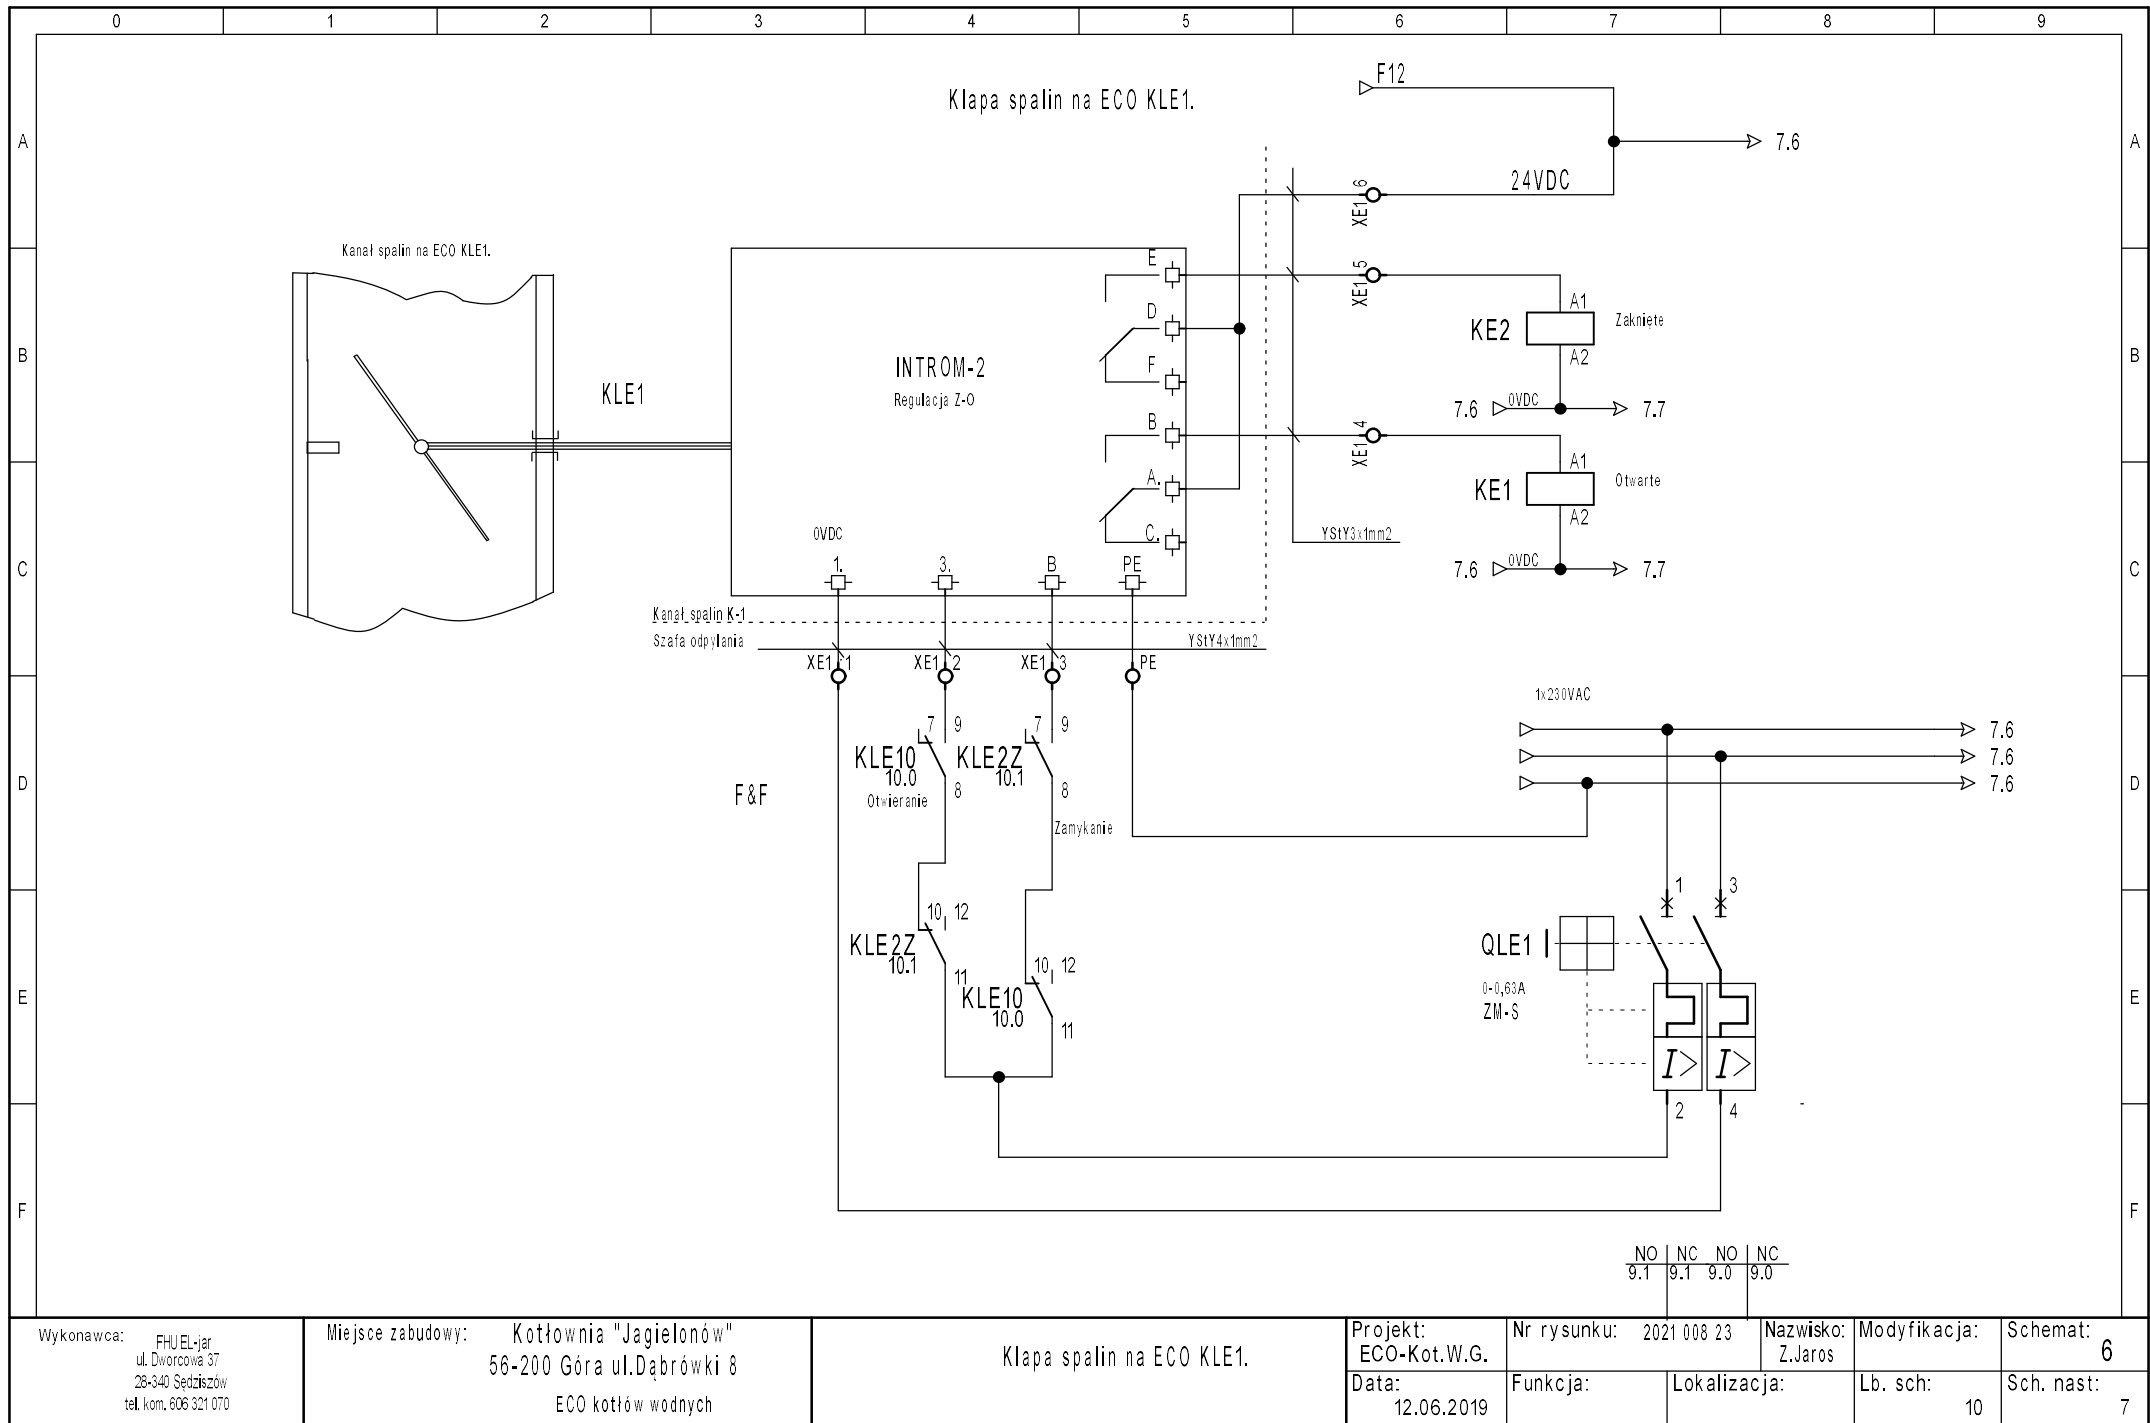 0 1 2 3 4 5 6 7 8 9
Klapa spalin na ECO KLE1.
F12
A A
7.6
24VDC
XE1 6
Kanał spalin na ECO KLE1.
E
XE1 5
A1
D
KE2
Zaknięte
B B
A2
INTROM-2
F
Regulacja Z-O
KLE1
7.6 0VDC 7.7
B
XE1 4
A1
A.
KE1
Otwarte
A2
C.
YStY3x1mm2
0VDC
7.6 0VDC 7.7
C C
1. 3. B PE
Kanał spalin K-1
Szafa odpylania
YStY4x1mm2
XE1 1 XE1 2 XE1 3 PE
1x230VAC
7 9 7 9
7.6
KLE10 KLE2Z
7.6
10.0 10.1
D D
7.6
8 8
F&F
Otwieranie
Zamykanie
1 3
10 12
KLE2Z
10.1
QLE1
11
10 12
KLE10
0-0,63A
E E
10.0
ZM-S
11
I> I>
2 4
-
F F
NO NC NO NC
9.1 9.1 9.0 9.0
Wykonawca:
FHU EL-jar
ul. Dworcowa 37
28-340 Sędziszów
tel. kom. 606 321 070
Miejsce zabudowy:
Kotłownia "Jagielonów"
56-200 Góra ul.Dąbrówki 8
ECO kotłów wodnych
Klapa spalin na ECO KLE1.
Projekt:
ECO-Kot.W.G.
Nr rysunku: 2021 008 23
Nazwisko:
Z.Jaros
Modyfikacja:
Schemat:
6
Data:
12.06.2019
Funkcja:
Lokalizacja:
Lb. sch:
10
Sch. nast:
7